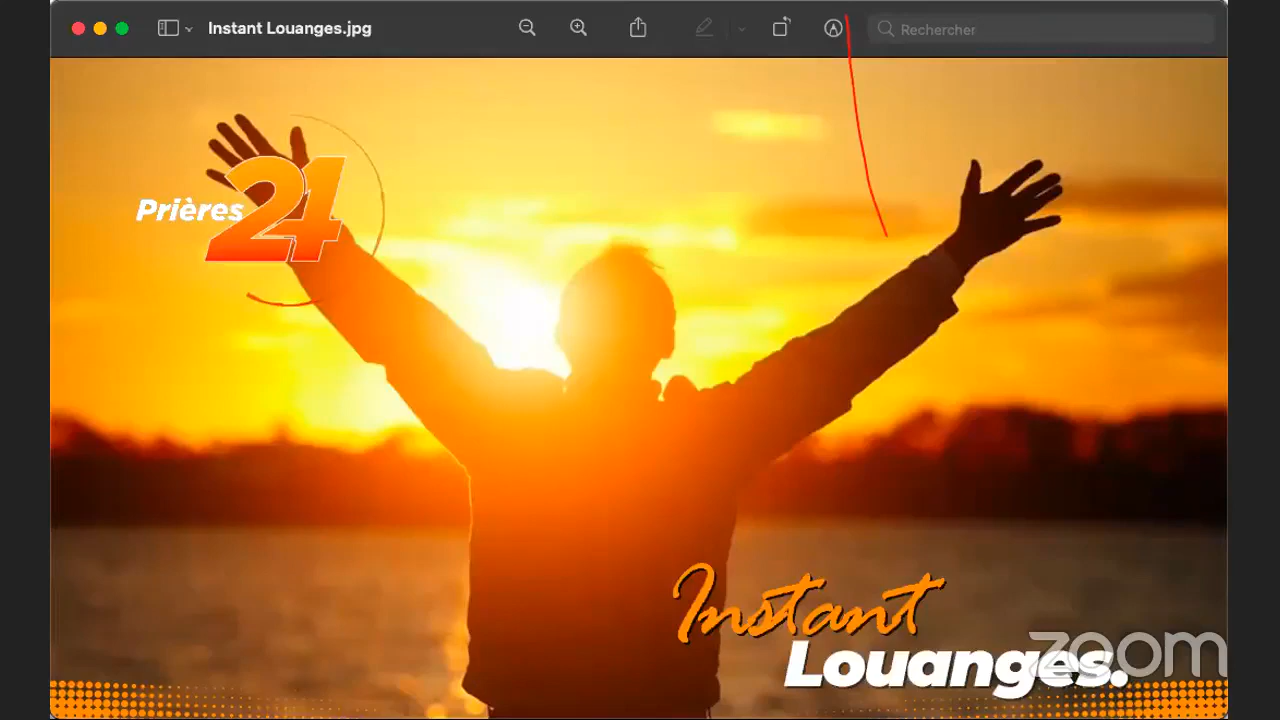 Instant Louanges.jpg
Rechercher
Prières
24
Instant
Louanges.
zoom